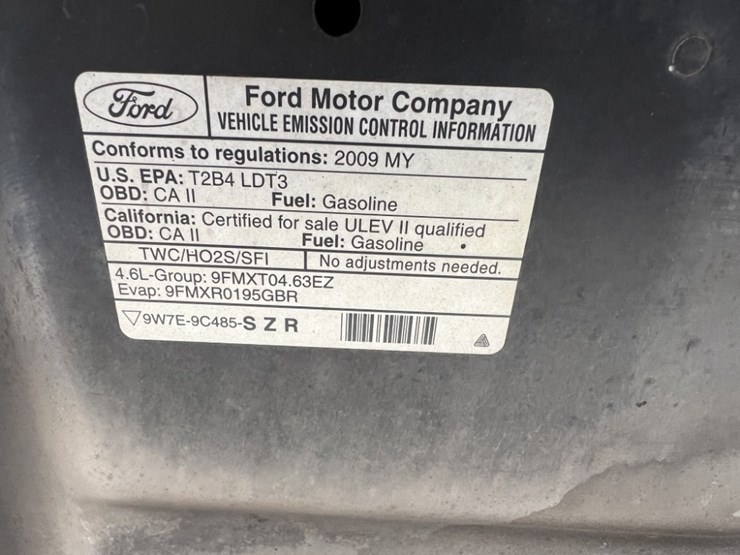 Ford
Ford Motor Company
VEHICLE EMISSION CONTROL INFORMATION
Conforms to regulations: 2009 MY
U.S. EPA: T2B4 LDT3
OBD: CA II Fuel: Gasoline
California: Certified for sale ULEV II qualified
OBD: CA II Fuel: Gasoline
TWC/HO2S/SFI No adjustments needed.
4.6L-Group: 9FMXT04.63EZ
Evap: 9FMXR0195GBR
9W7E-9C485-S Z R